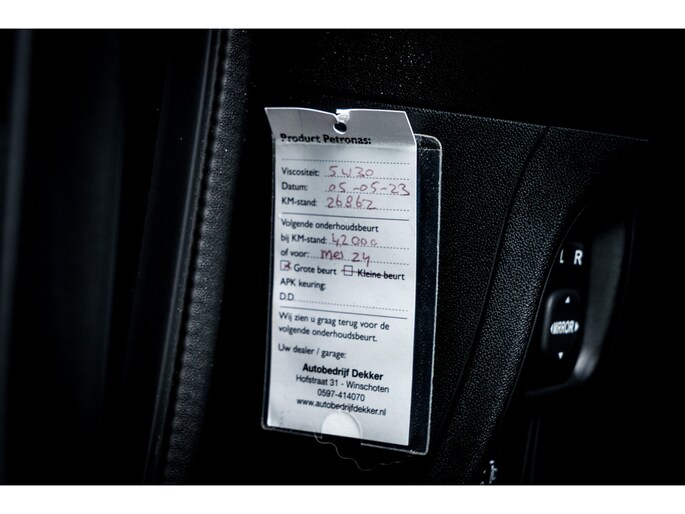 Product Petronas:
Viscositeit: 5W30
Datum: 05-05-23
KM-stand: 26862
Volgende onderhoudsbeurt
bij KM-stand: 42000
of voor: mei 24
Grote beurt Kleine beurt
APK keuring:
D.D.
Wij zien u graag terug voor de
volgende onderhoudsbeurt.
Uw dealer / garage:
Autobedrijf Dekker
Hofstraat 31 - Winschoten
0597-414070
www.autobedrijfdekker.nl
L R
MIRROR